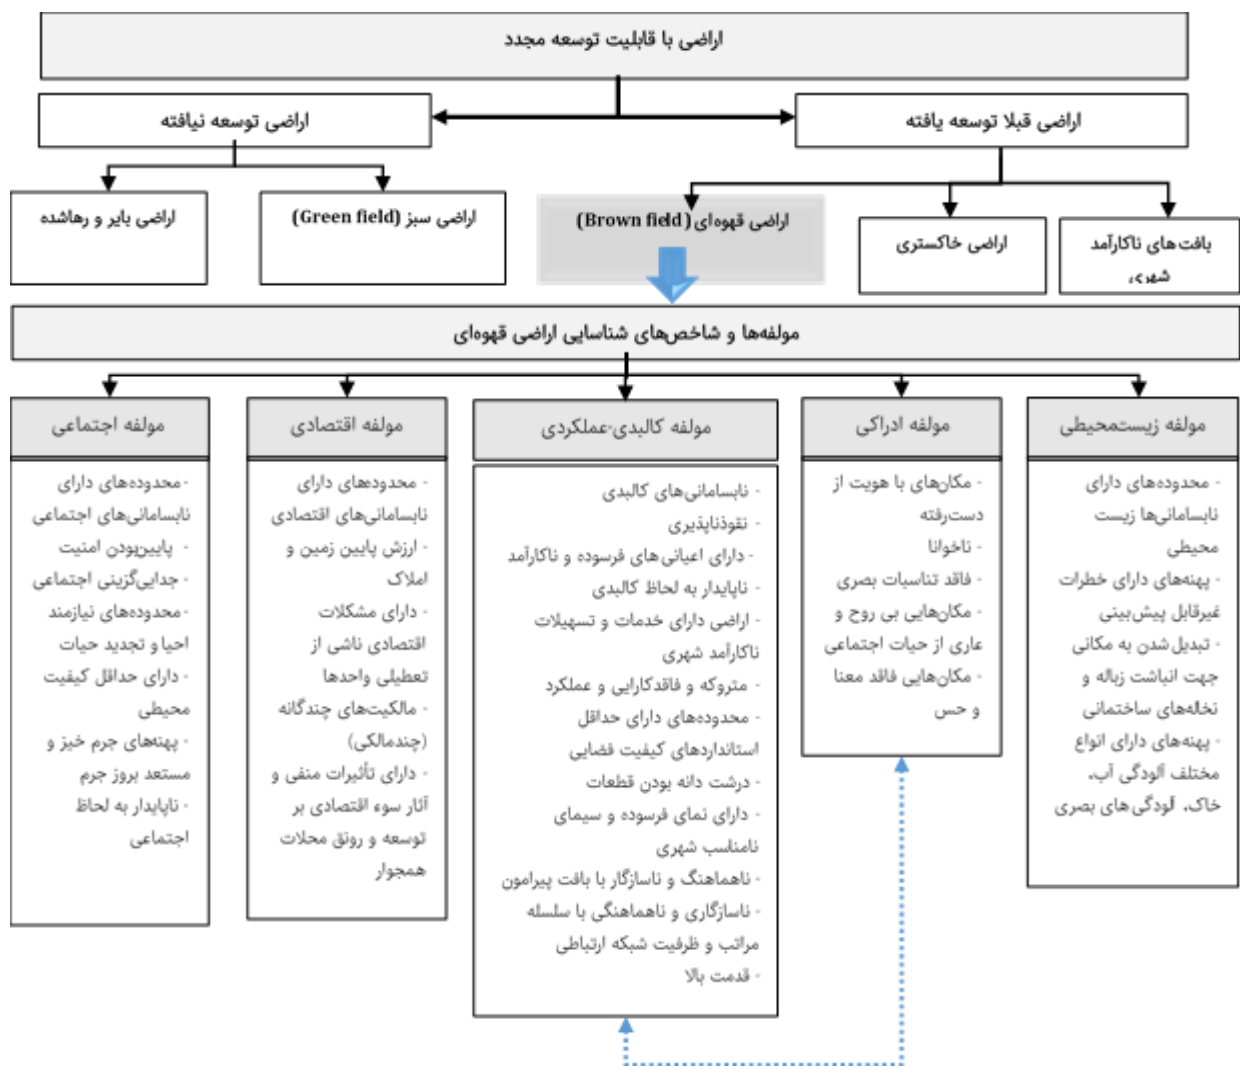 اراضی با قابلیت توسعه مجدد
اراضی قبلا توسعه یافته
اراضی توسعه نیافته
بافت‌های ناکارآمد
شهری
اراضی خاکستری
اراضی قهوه‌ای (Brown field)
اراضی سبز (Green field)
اراضی بایر و رهاشده
مولفه‌ها و شاخص‌های شناسایی اراضی قهوه‌ای
مولفه زیست‌محیطی
- محدوده‌های دارای
نابسامانی‌ها زیست
محیطی
- پهنه‌های دارای خطرات
غیرقابل پیش‌بینی
- تبدیل شدن به مکانی
جهت انباشت زباله و
نخاله‌های ساختمانی
- پهنه‌های دارای انواع
مختلف آلودگی آب،
خاک، آلودگی‌های بصری
مولفه ادراکی
- مکان‌های با هویت از
دست‌رفته
- ناخوانا
- فاقد تناسبات بصری
- مکان‌هایی بی روح و
عاری از حیات اجتماعی
- مکان‌هایی فاقد معنا
و حس
مولفه کالبدی-عملکردی
- نابسامانی‌های کالبدی
- نفوذناپذیری
- دارای اعیانی‌های فرسوده و ناکارآمد
- ناپایدار به لحاظ کالبدی
- اراضی دارای خدمات و تسهیلات
ناکارآمد شهری
- متروکه و فاقدکارایی و عملکرد
- محدوده‌های دارای حداقل
استانداردهای کیفیت فضایی
- درشت دانه بودن قطعات
- دارای نمای فرسوده و سیمای
نامناسب شهری
- ناهماهنگ و ناسازگار با بافت پیرامون
- ناسازگاری و ناهماهنگی با سلسله
مراتب و ظرفیت شبکه ارتباطی
- قدمت بالا
مولفه اقتصادی
- محدوده‌های دارای
نابسامانی‌های اقتصادی
- ارزش پایین زمین و
املاک
- دارای مشکلات
اقتصادی ناشی از
تعطیلی واحدها
- مالکیت‌های چندگانه
(چندمالکی)
- دارای تأثیرات منفی و
آثار سوء اقتصادی بر
توسعه و رونق محلات
همجوار
مولفه اجتماعی
-محدوده‌های دارای
نابسامانی‌های اجتماعی
- پایین‌بودن امنیت
- جدایی‌گزینی اجتماعی
-محدوده‌های نیازمند
احیا و تجدید حیات
- دارای حداقل کیفیت
محیطی
- پهنه‌های جرم خیز و
مستعد بروز جرم
- ناپایدار به لحاظ
اجتماعی